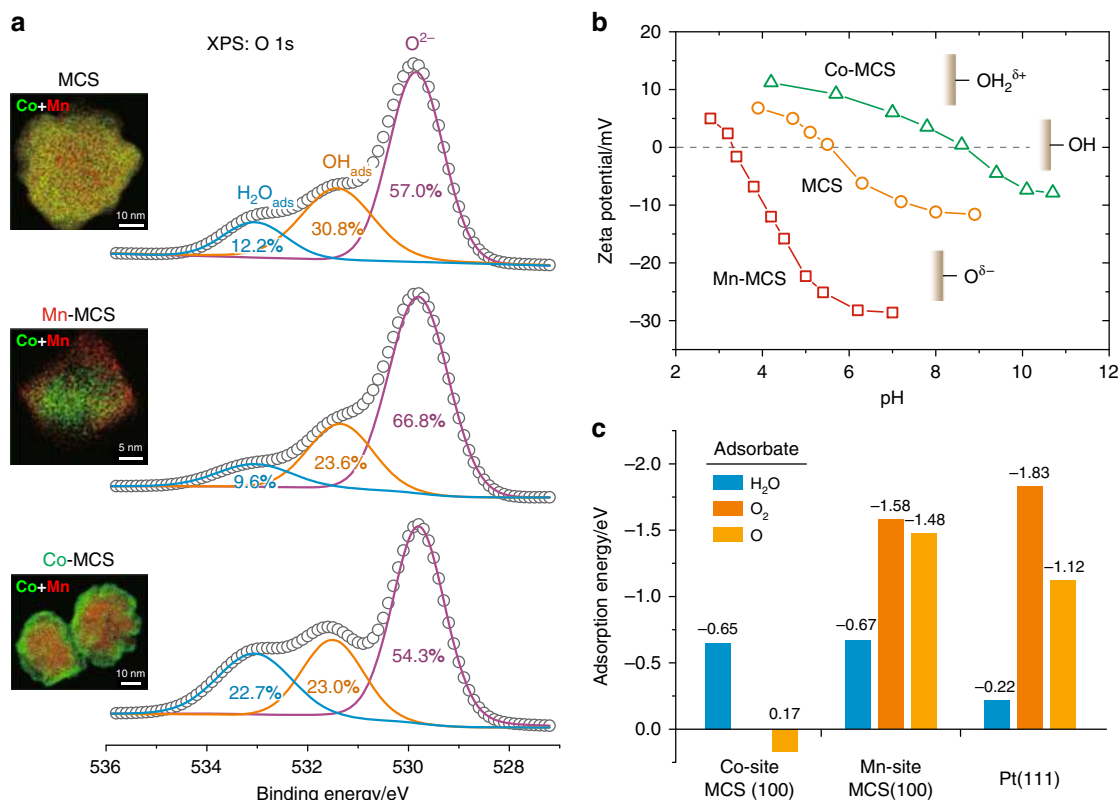 a
XPS: O 1s
O²⁻
MCS
Co+Mn
10 nm
H₂Oads
OHads
12.2%
30.8%
57.0%
Mn-MCS
Co+Mn
5 nm
9.6%
23.6%
66.8%
Co-MCS
Co+Mn
10 nm
22.7%
23.0%
54.3%
536 534 532 530 528
Binding energy/eV
b
Zeta potential/mV
20
10
0
−10
−20
−30
Co-MCS
MCS
Mn-MCS
OH₂^δ+
OH
O^δ−
2 4 6 8 10 12
pH
c
Adsorption energy/eV
−2.0
−1.5
−1.0
−0.5
0.0
Adsorbate
H₂O
O₂
O
−0.65
0.17
−0.67
−1.58
−1.48
−0.22
−1.83
−1.12
Co-site
MCS (100)
Mn-site
MCS(100)
Pt(111)